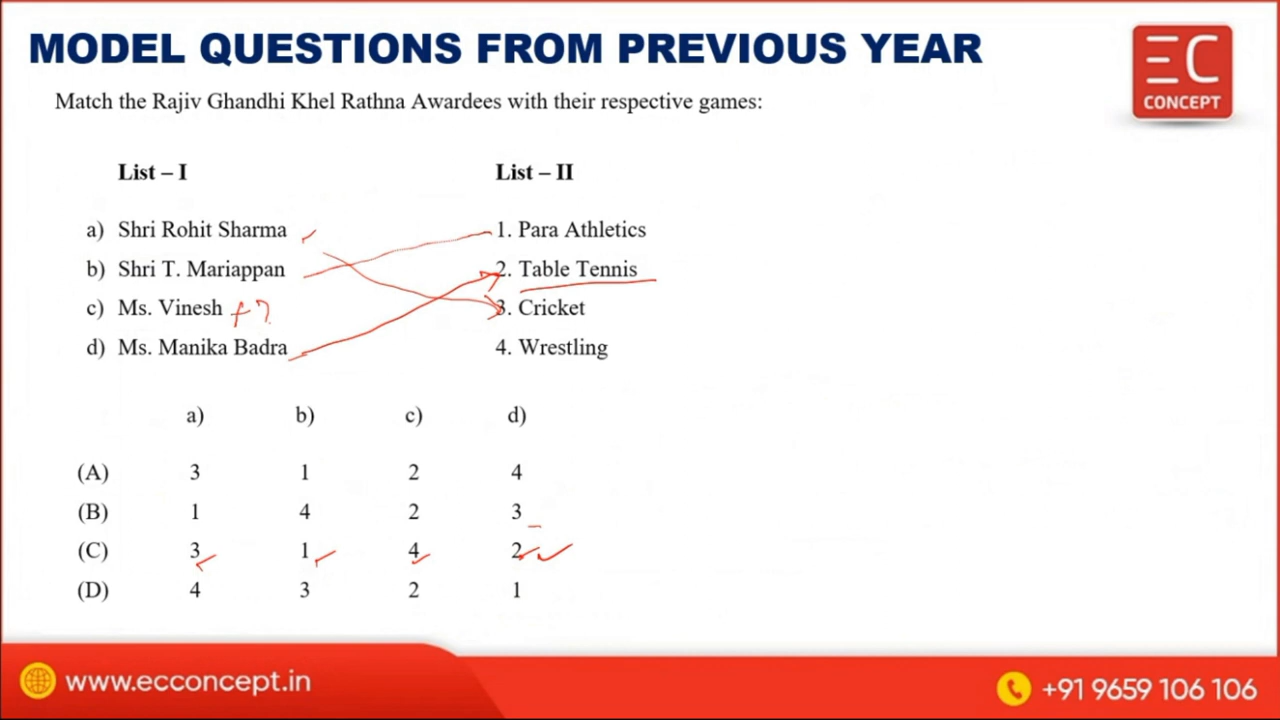 MODEL QUESTIONS FROM PREVIOUS YEAR
EC
CONCEPT
Match the Rajiv Ghandhi Khel Rathna Awardees with their respective games:
List – I List – II
a) Shri Rohit Sharma 1. Para Athletics
b) Shri T. Mariappan 2. Table Tennis
c) Ms. Vinesh 3. Cricket
d) Ms. Manika Badra 4. Wrestling
a) b) c) d)
(A) 3 1 2 4
(B) 1 4 2 3
(C) 3 1 4 2
(D) 4 3 2 1
www.ecconcept.in +91 9659 106 106